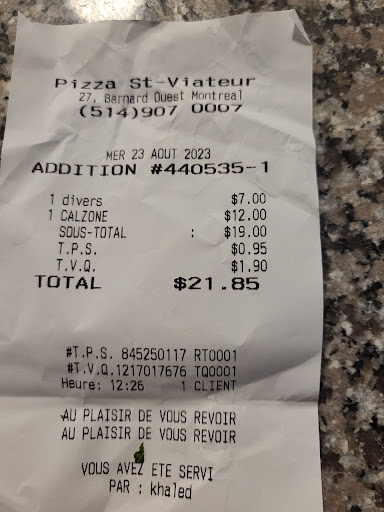 Pizza St-Viateur
27, Barnard Ouest Montreal
(514)907 0007
MER 23 AOUT 2023
ADDITION #440535-1
1 divers $7.00
1 CALZONE $12.00
SOUS-TOTAL : $19.00
T.P.S. $0.95
T.V.Q. $1.90
TOTAL $21.85
#T.P.S. 845250117 RT0001
#T.V.Q.1217017676 TQ0001
Heure: 12:26 1 CLIENT
AU PLAISIR DE VOUS REVOIR
AU PLAISIR DE VOUS REVOIR
VOUS AVEZ ETE SERVI
PAR : khaled